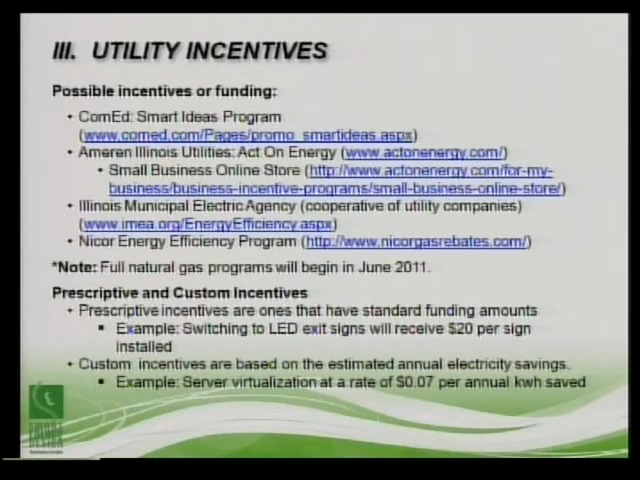 III. UTILITY INCENTIVES
Possible incentives or funding:
• ComEd: Smart Ideas Program
(www.comed.com/Pages/promo_smartideas.aspx)
• Ameren Illinois Utilities: Act On Energy (www.actonenergy.com/)
• Small Business Online Store (http://www.actonenergy.com/for-my-
business/business-incentive-programs/small-business-online-store/)
• Illinois Municipal Electric Agency (cooperative of utility companies)
(www.imea.org/EnergyEfficiency.aspx)
• Nicor Energy Efficiency Program (http://www.nicorgasrebates.com/)
*Note: Full natural gas programs will begin in June 2011.
Prescriptive and Custom Incentives
• Prescriptive incentives are ones that have standard funding amounts
▪ Example: Switching to LED exit signs will receive $20 per sign
installed
• Custom incentives are based on the estimated annual electricity savings.
▪ Example: Server virtualization at a rate of $0.07 per annual kwh saved